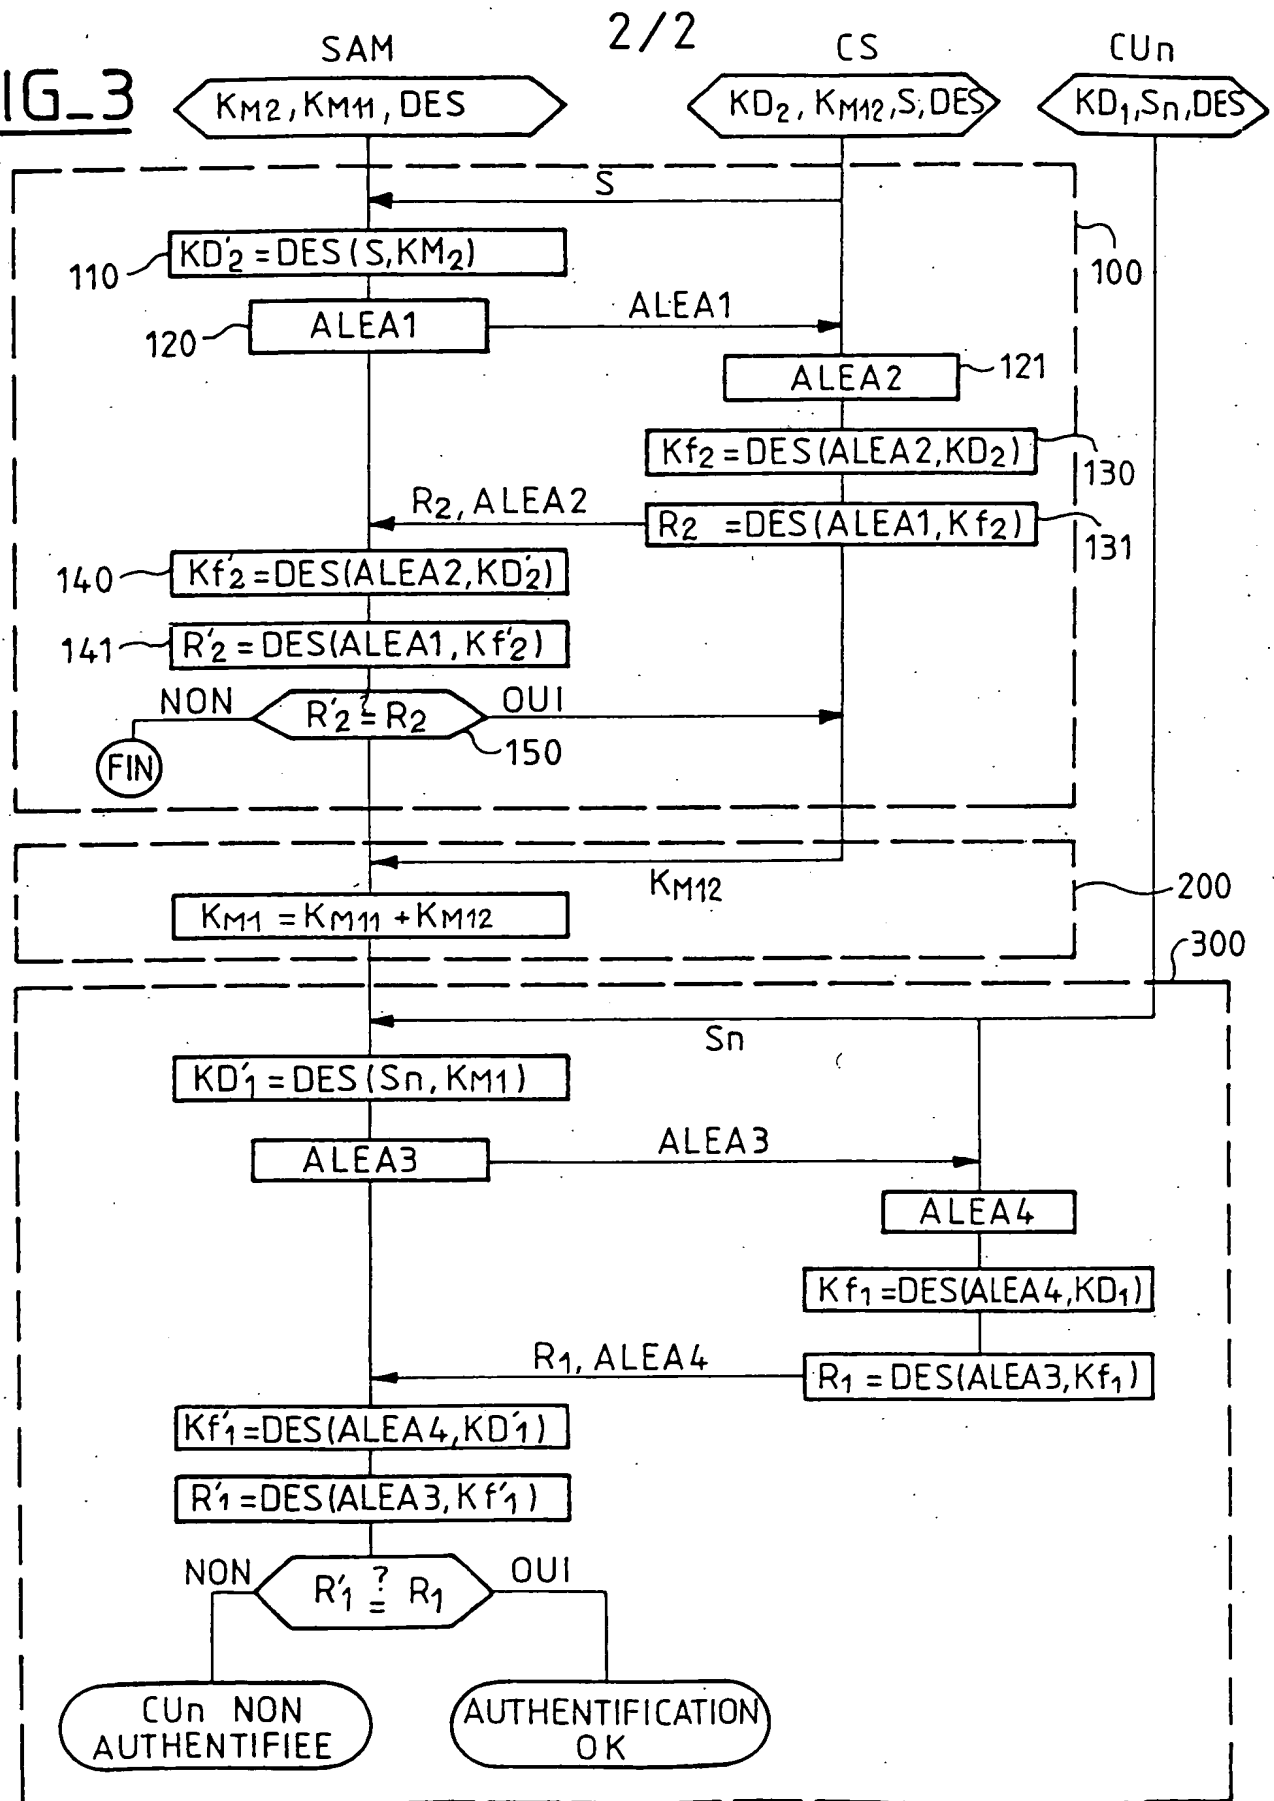 2/2
IG_3
SAM
CS
CUn
KM2, KM11, DES
KD2, KM12, S, DES
KD1, Sn, DES
S
100
110
KD'2 = DES(S, KM2)
120
ALEA1
ALEA1
ALEA2
121
Kf2 = DES(ALEA2, KD2)
130
R2, ALEA2
R2 = DES(ALEA1, Kf2)
131
140
Kf'2 = DES(ALEA2, KD'2)
141
R'2 = DES(ALEA1, Kf'2)
NON
R'2 ?= R2
OUI
150
FIN
KM12
200
KM1 = KM11 + KM12
300
Sn
KD'1 = DES(Sn, KM1)
ALEA3
ALEA3
ALEA4
Kf1 = DES(ALEA4, KD1)
R1, ALEA4
R1 = DES(ALEA3, Kf1)
Kf'1 = DES(ALEA4, KD'1)
R'1 = DES(ALEA3, Kf'1)
NON
R'1 ?= R1
OUI
CUn NON
AUTHENTIFIEE
AUTHENTIFICATION
OK